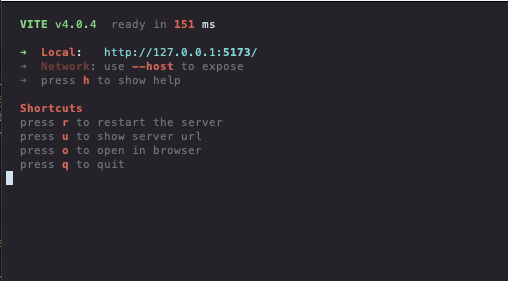 VITE v4.0.4 ready in 151 ms
➜ Local: http://127.0.0.1:5173/
➜ Network: use --host to expose
➜ press h to show help
Shortcuts
press r to restart the server
press u to show server url
press o to open in browser
press q to quit